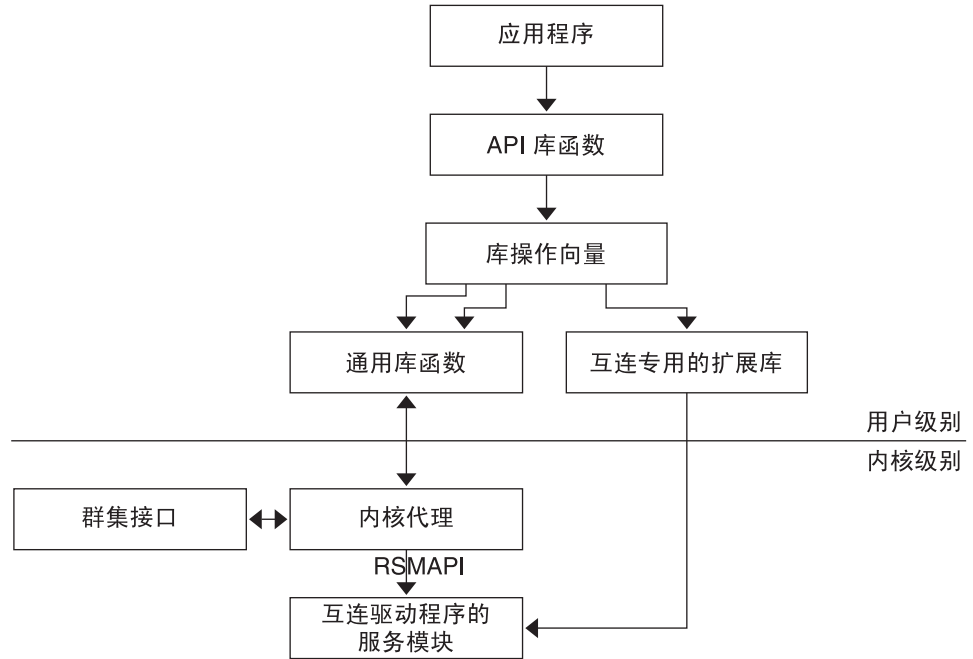 应用程序
API 库函数
库操作向量
通用库函数
互连专用的扩展库
用户级别
内核级别
群集接口
内核代理
RSMAPI
互连驱动程序的
服务模块